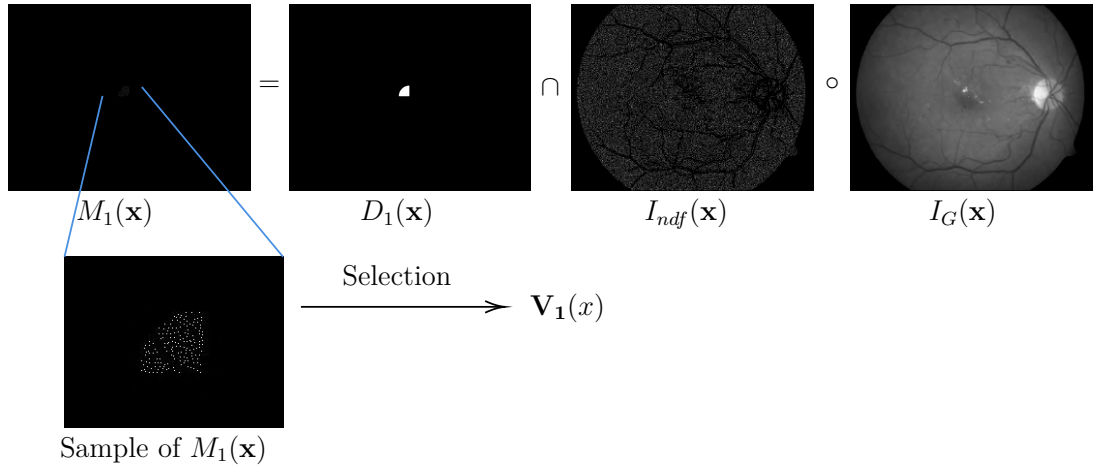 = ∩ ∘
M₁(x) D₁(x) I_ndf(x) I_G(x)
Selection
V₁(x)
Sample of M₁(x)